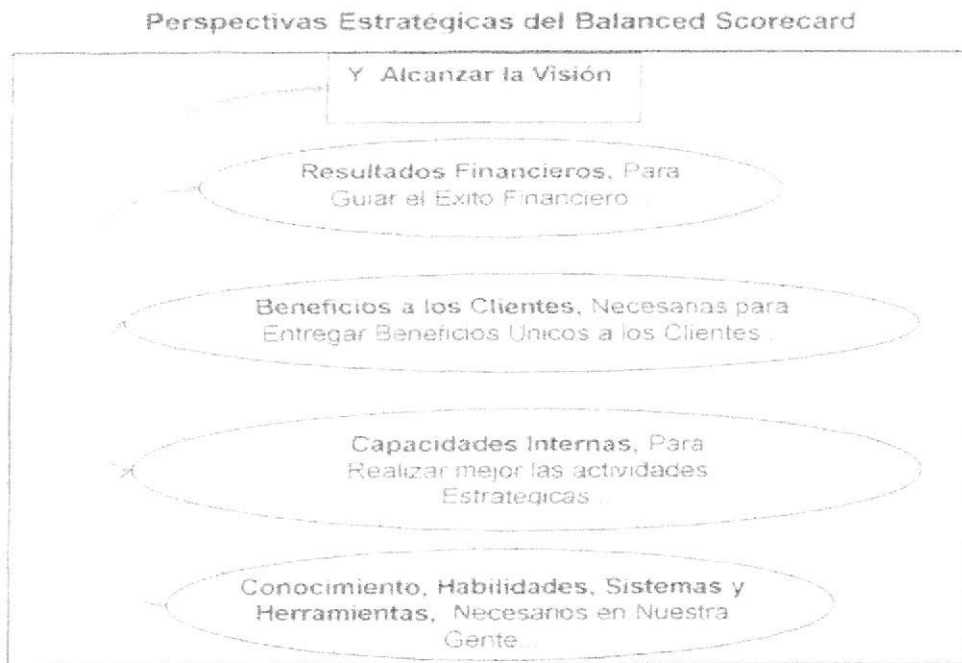 Perspectivas Estratégicas del Balanced Scorecard
Y Alcanzar la Visión
Resultados Financieros, Para
Guiar el Exito Financiero...
Beneficios a los Clientes, Necesarias para
Entregar Beneficios Unicos a los Clientes...
Capacidades Internas, Para
Realizar mejor las actividades
Estrategicas...
Conocimiento, Habilidades, Sistemas y
Herramientas, Necesarios en Nuestra
Gente...